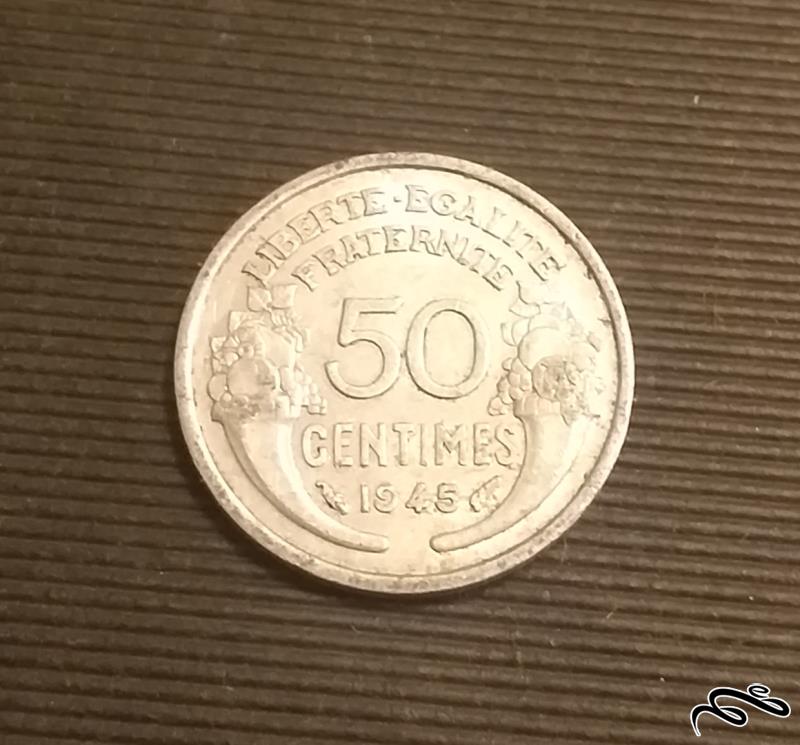 LIBERTE·EGALITE
FRATERNITE
50
CENTIMES
1945